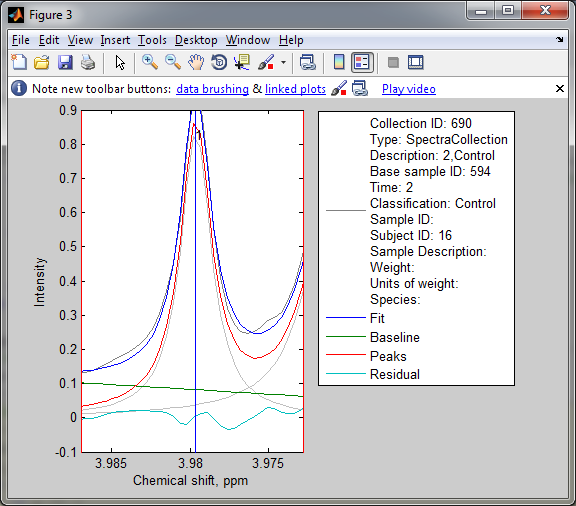 Figure 3
File Edit View Insert Tools Desktop Window Help
Note new toolbar buttons: data brushing & linked plots Play video
0.9
0.8
0.7
0.6
0.5
0.4
0.3
0.2
0.1
0
-0.1
Intensity
3.985 3.98 3.975
Chemical shift, ppm
Collection ID: 690
Type: SpectraCollection
Description: 2,Control
Base sample ID: 594
Time: 2
Classification: Control
Sample ID:
Subject ID: 16
Sample Description:
Weight:
Units of weight:
Species:
Fit
Baseline
Peaks
Residual